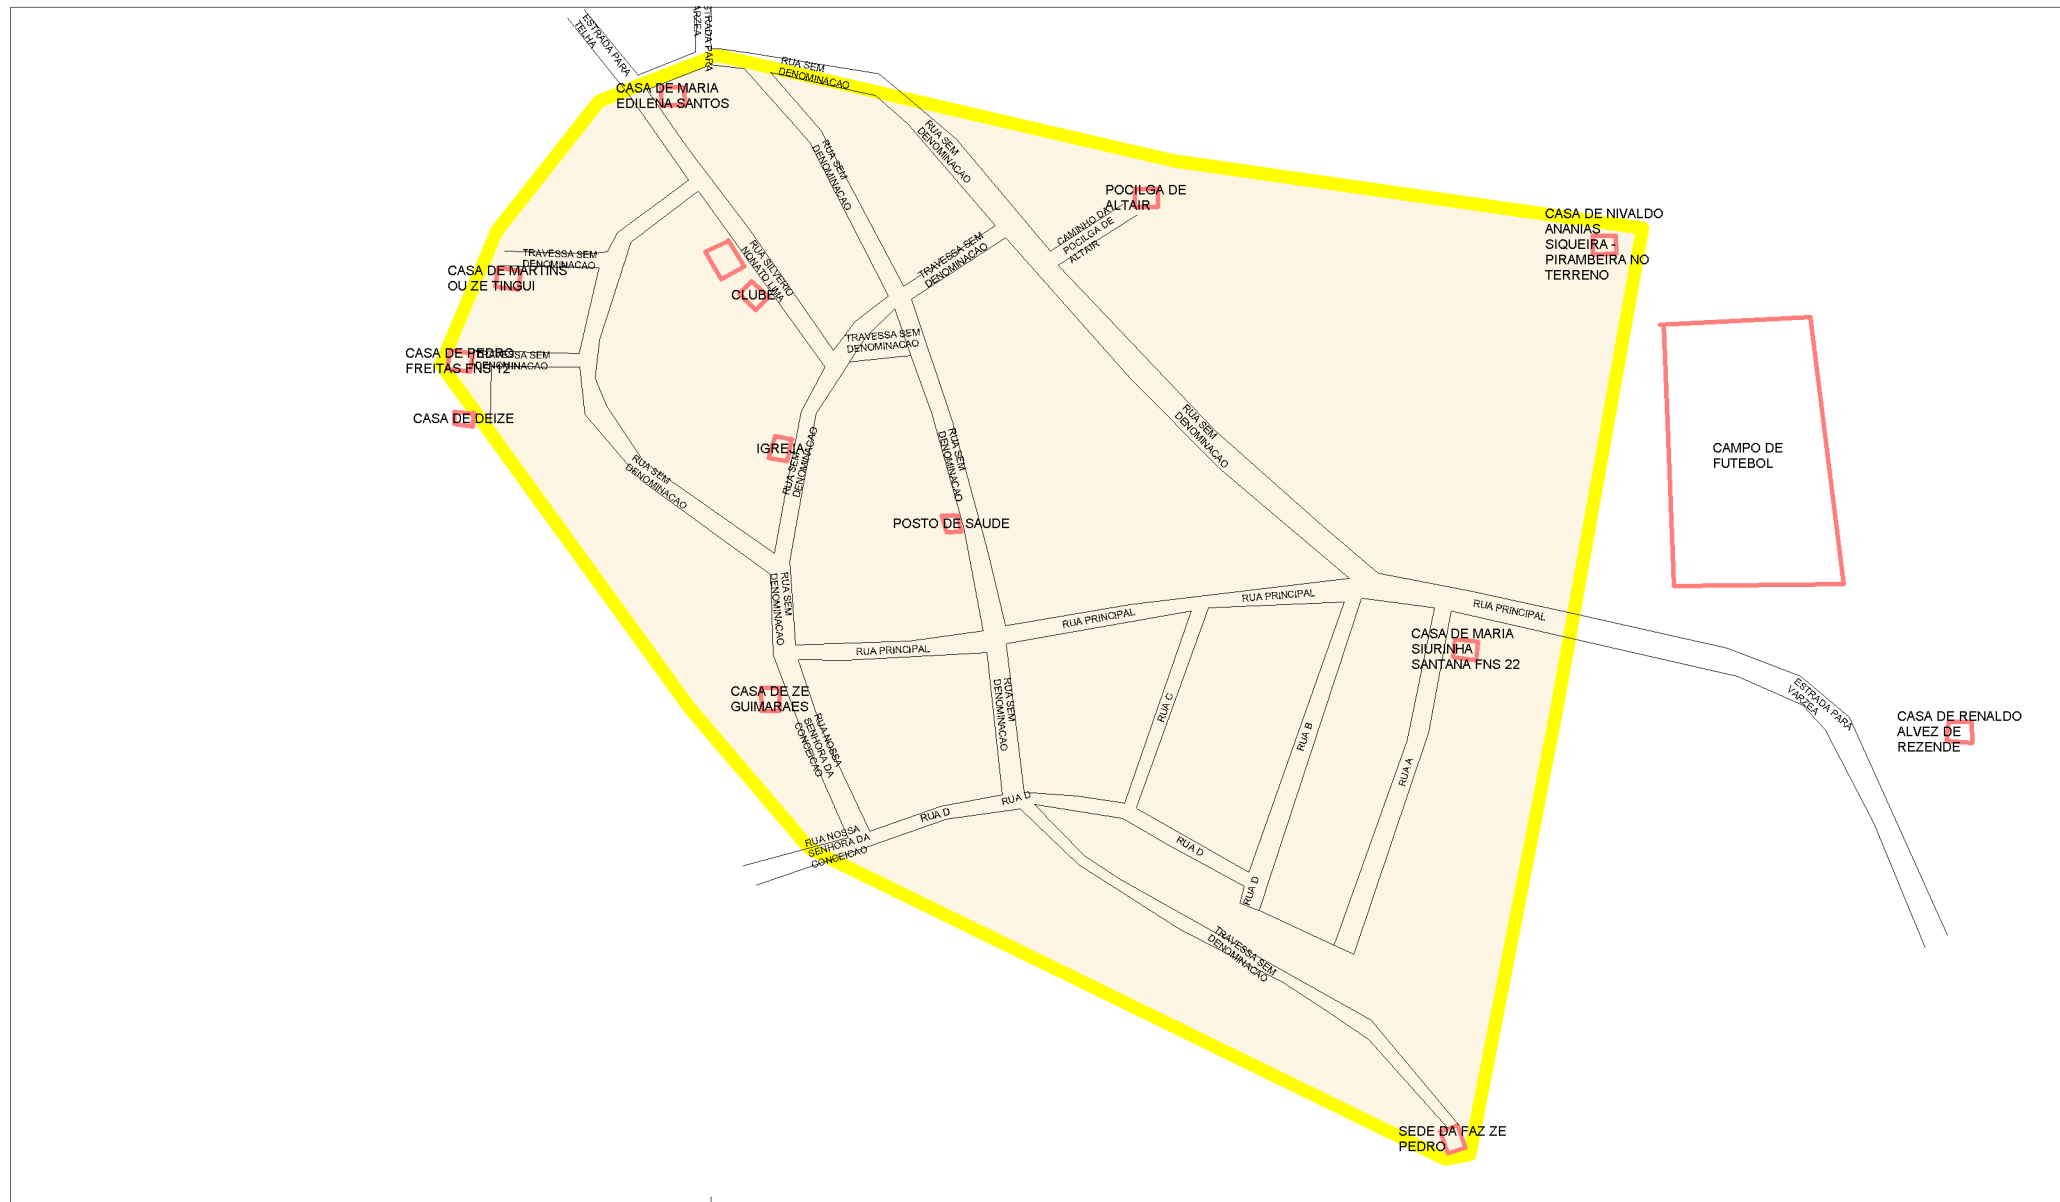 ESTRADA PARA
TELHA
ESTRADA PARA
VARZEA
RUA SEM
DENOMINACAO
CASA DE MARIA
EDILENA SANTOS
RUA SEM
DENOMINACAO
RUA SEM
DENOMINACAO
POCILGA DE
ALTAIR
CAMINHO DA
POCILGA DE
ALTAIR
CASA DE NIVALDO
ANANIAS
SIQUEIRA -
PIRAMBEIRA NO
TERRENO
TRAVESSA SEM
DENOMINACAO
CASA DE MARTINS
OU ZE TINGUI
RUA SILVERIO
NONATO LIMA
CLUBE
TRAVESSA SEM
DENOMINACAO
TRAVESSA SEM
DENOMINACAO
CASA DE PEDRO
FREITAS FNS 12
TRAVESSA SEM
DENOMINACAO
CASA DE DEIZE
IGREJA
RUA SEM
DENOMINACAO
RUA SEM
DENOMINACAO
RUA SEM
DENOMINACAO
RUA SEM
DENOMINACAO
CAMPO DE
FUTEBOL
POSTO DE SAUDE
RUA SEM
DENOMINACAO
RUA PRINCIPAL
RUA PRINCIPAL
RUA PRINCIPAL
RUA PRINCIPAL
CASA DE MARIA
SIURINHA
SANTANA FNS 22
CASA DE ZE
GUIMARAES
RUA NOSSA
SENHORA DA
CONCEICAO
RUA SEM
DENOMINACAO
RUA C
RUA B
RUA A
ESTRADA PARA
VARZEA
CASA DE RENALDO
ALVEZ DE
REZENDE
RUA NOSSA
SENHORA DA
CONCEICAO
RUA D
RUA D
RUA D
RUA D
TRAVESSA SEM
DENOMINACAO
SEDE DA FAZ ZE
PEDRO